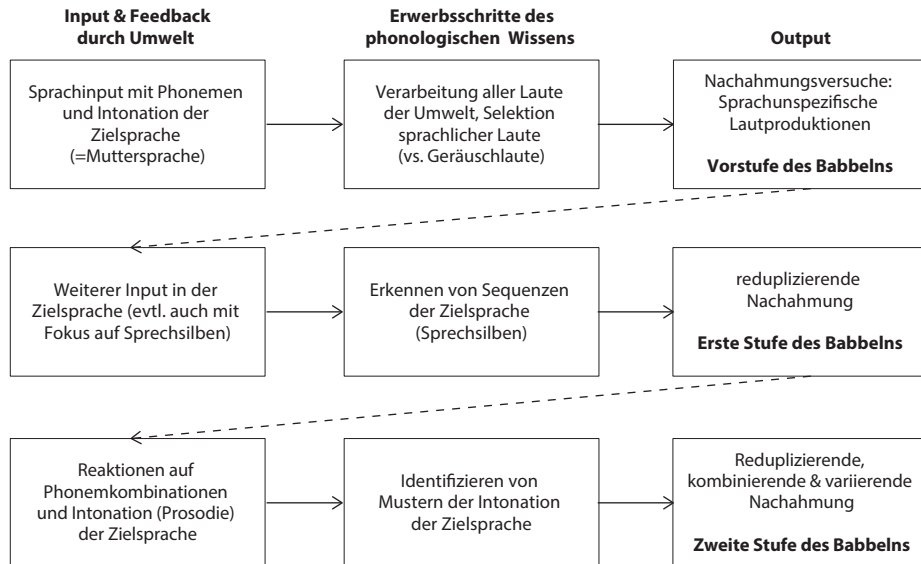 Input & Feedback
durch Umwelt
Erwerbsschritte des
phonologischen Wissens
Output
Sprachinput mit Phonemen
und Intonation der
Zielsprache
(=Muttersprache)
Verarbeitung aller Laute
der Umwelt, Selektion
sprachlicher Laute
(vs. Geräuschlaute)
Nachahmungsversuche:
Sprachunspezifische
Lautproduktionen
Vorstufe des Babbelns
Weiterer Input in der
Zielsprache (evtl. auch mit
Fokus auf Sprechsilben)
Erkennen von Sequenzen
der Zielsprache
(Sprechsilben)
reduplizierende
Nachahmung
Erste Stufe des Babbelns
Reaktionen auf
Phonemkombinationen
und Intonation (Prosodie)
der Zielsprache
Identifizieren von
Mustern der Intonation
der Zielsprache
Reduplizierende,
kombinierende & variierende
Nachahmung
Zweite Stufe des Babbelns